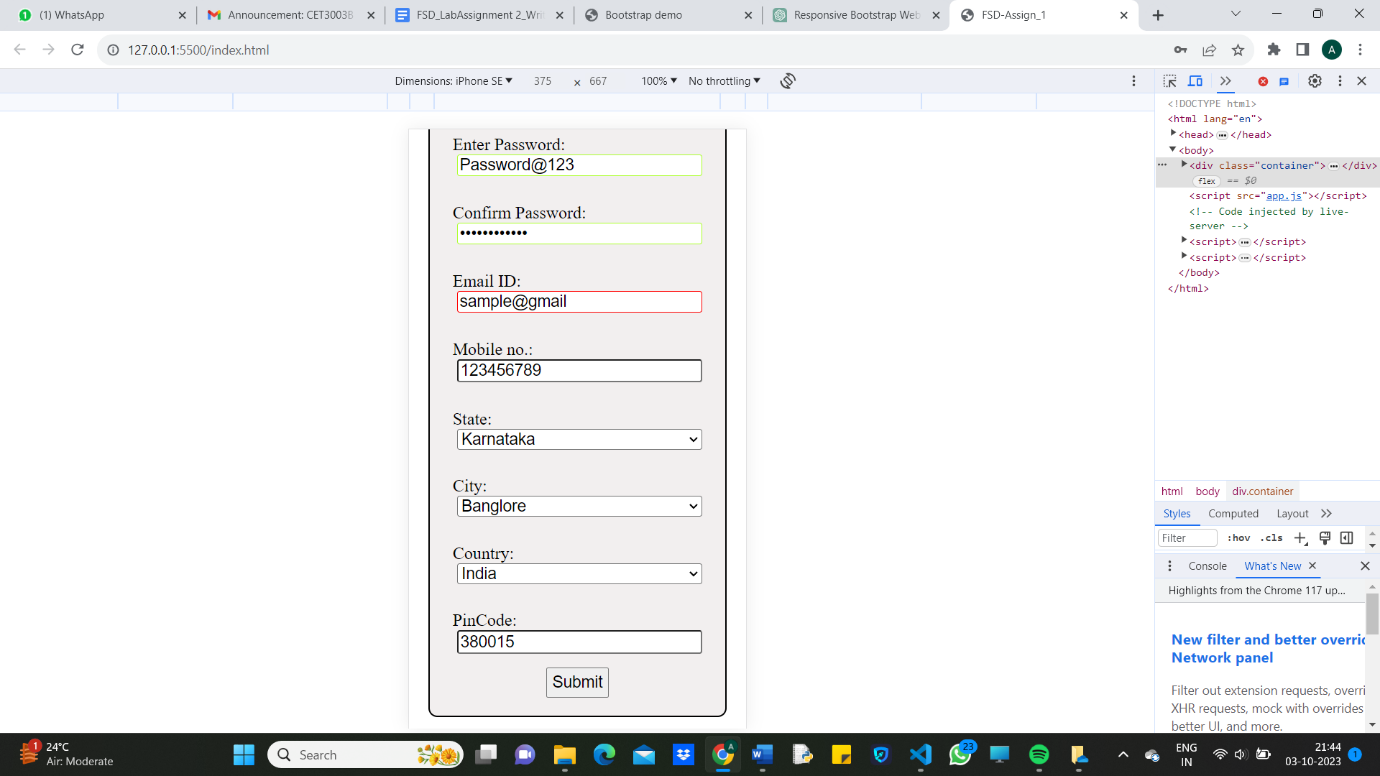 (1) WhatsApp
Announcement: CET3003B
FSD_LabAssignment 2_Wri
Bootstrap demo
Responsive Bootstrap Web
FSD-Assign_1
127.0.0.1:5500/index.html
A
Dimensions: iPhone SE 375 × 667 100% No throttling
Enter Password:
Password@123
Confirm Password:
••••••••••••
Email ID:
sample@gmail
Mobile no.:
123456789
State:
Karnataka
City:
Banglore
Country:
India
PinCode:
380015
Submit
<!DOCTYPE html>
<html lang="en">
<head> ••• </head>
<body>
••• <div class="container"> ••• </div>
flex == $0
<script src="app.js"></script>
<!-- Code injected by live-
server -->
<script> ••• </script>
<script> ••• </script>
</body>
</html>
html body div.container
Styles Computed Layout
Filter :hov .cls
Console What's New
Highlights from the Chrome 117 up...
New filter and better overric
Network panel
Filter out extension requests, overri
XHR requests, mock with overrides
better UI, and more.
1
24°C
Air: Moderate
Search
A
23
ENG
IN
21:44
03-10-2023
1